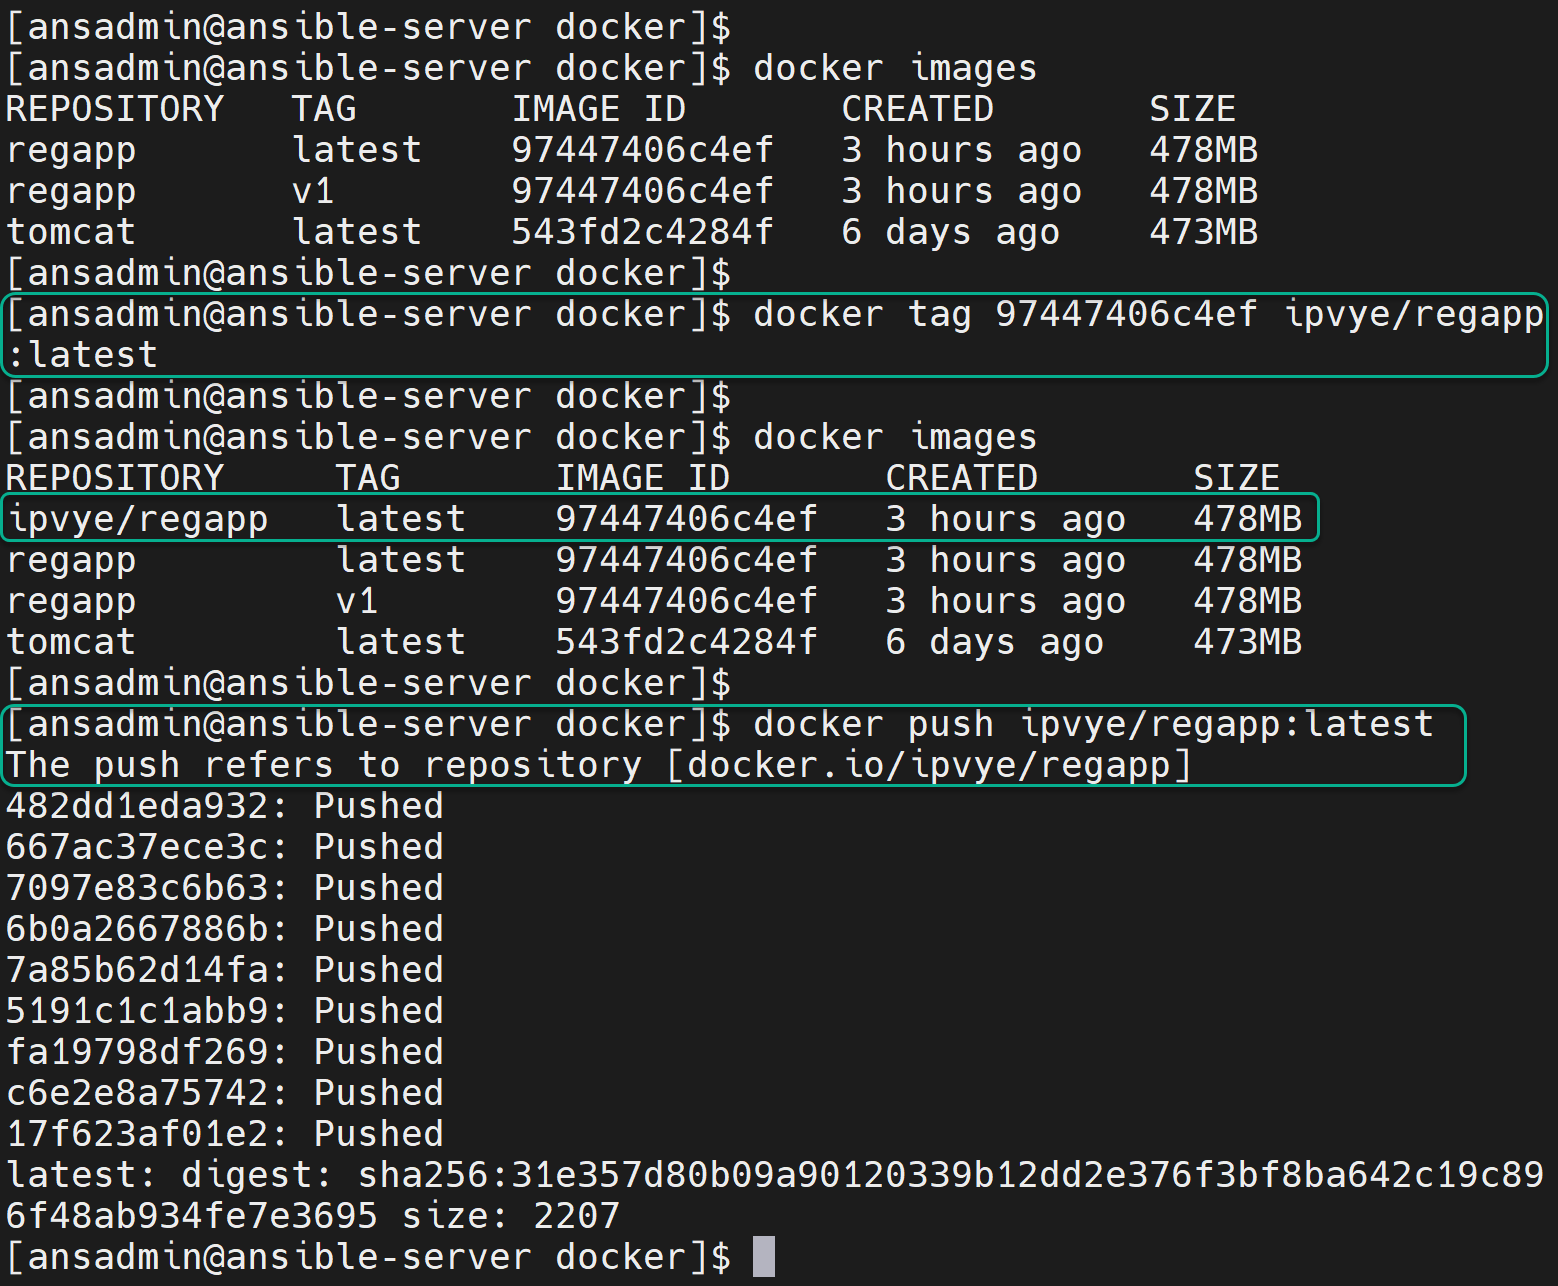 [ansadmin@ansible-server docker]$
[ansadmin@ansible-server docker]$ docker images
REPOSITORY   TAG       IMAGE ID       CREATED       SIZE
regapp       latest    97447406c4ef   3 hours ago   478MB
regapp       v1        97447406c4ef   3 hours ago   478MB
tomcat       latest    543fd2c4284f   6 days ago    473MB
[ansadmin@ansible-server docker]$
[ansadmin@ansible-server docker]$ docker tag 97447406c4ef ipvye/regapp
:latest
[ansadmin@ansible-server docker]$
[ansadmin@ansible-server docker]$ docker images
REPOSITORY     TAG       IMAGE ID       CREATED       SIZE
ipvye/regapp   latest    97447406c4ef   3 hours ago   478MB
regapp         latest    97447406c4ef   3 hours ago   478MB
regapp         v1        97447406c4ef   3 hours ago   478MB
tomcat         latest    543fd2c4284f   6 days ago    473MB
[ansadmin@ansible-server docker]$
[ansadmin@ansible-server docker]$ docker push ipvye/regapp:latest
The push refers to repository [docker.io/ipvye/regapp]
482dd1eda932: Pushed
667ac37ece3c: Pushed
7097e83c6b63: Pushed
6b0a2667886b: Pushed
7a85b62d14fa: Pushed
5191c1c1abb9: Pushed
fa19798df269: Pushed
c6e2e8a75742: Pushed
17f623af01e2: Pushed
latest: digest: sha256:31e357d80b09a90120339b12dd2e376f3bf8ba642c19c89
6f48ab934fe7e3695 size: 2207
[ansadmin@ansible-server docker]$